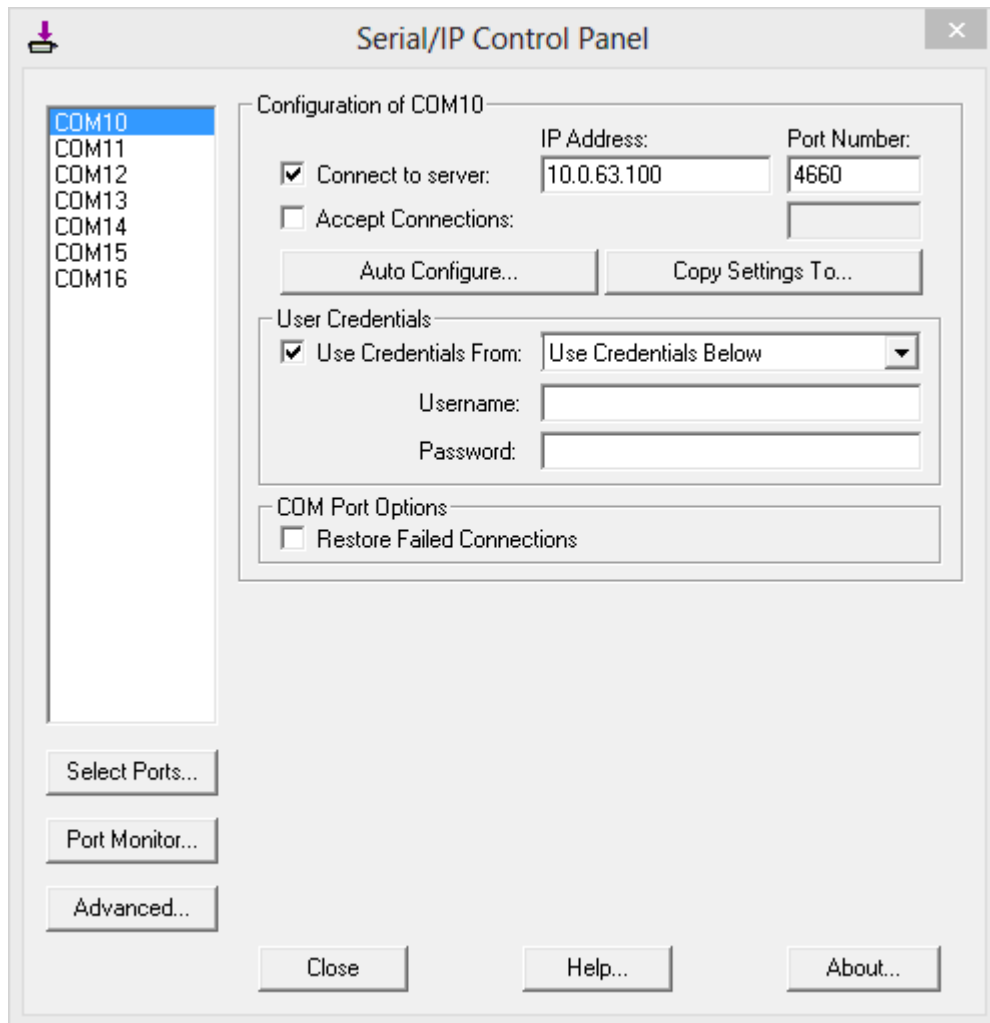 Serial/IP Control Panel
COM10
COM11
COM12
COM13
COM14
COM15
COM16
Select Ports...
Port Monitor...
Advanced...
Configuration of COM10
IP Address: Port Number:
Connect to server: 10.0.63.100 4660
Accept Connections:
Auto Configure... Copy Settings To...
User Credentials
Use Credentials From: Use Credentials Below
Username:
Password:
COM Port Options
Restore Failed Connections
Close Help... About...